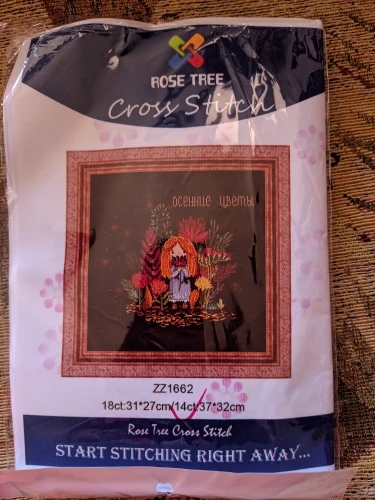 ROSE TREE
Cross Stitch
осенние цветы
ZZ1662
18ct:31*27cm/14ct:37*32cm
Rose Tree Cross Stitch
START STITCHING RIGHT AWAY...